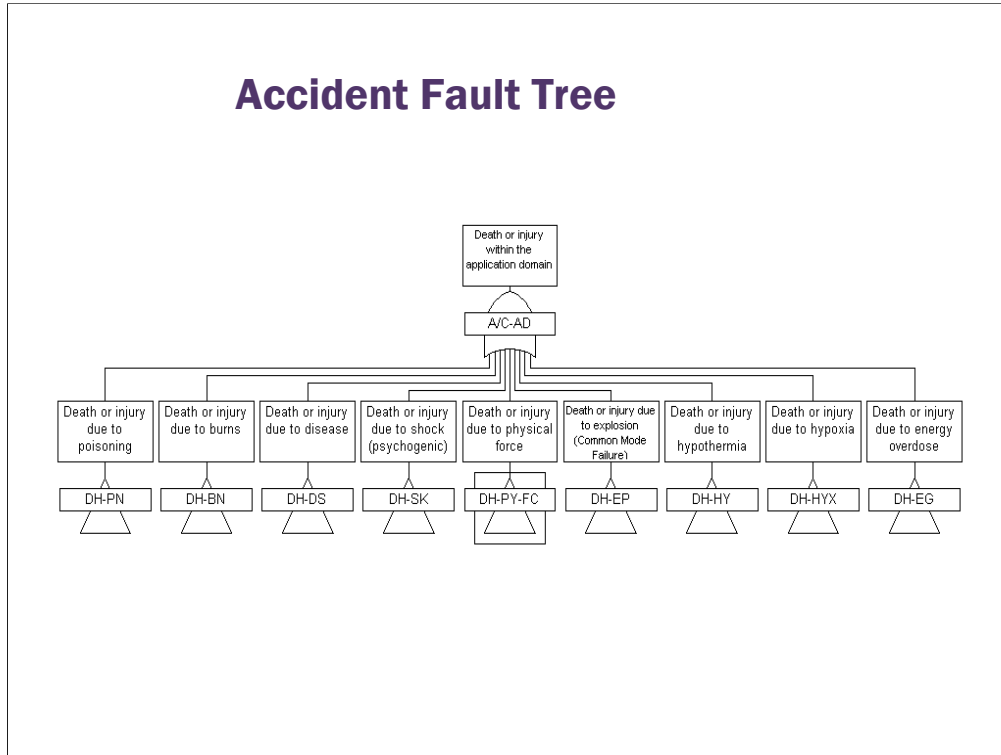 Accident Fault Tree
Death or injury
within the
application domain
A/C-AD
Death or injury
due to
poisoning
Death or injury
due to burns
Death or injury
due to disease
Death or injury
due to shock
(psychogenic)
Death or injury
due to physical
force
Death or injury due
to explosion
(Common Mode
Failure)
Death or injury
due to
hypothermia
Death or injury
due to hypoxia
Death or injury
due to energy
overdose
DH-PN
DH-BN
DH-DS
DH-SK
DH-PY-FC
DH-EP
DH-HY
DH-HYX
DH-EG